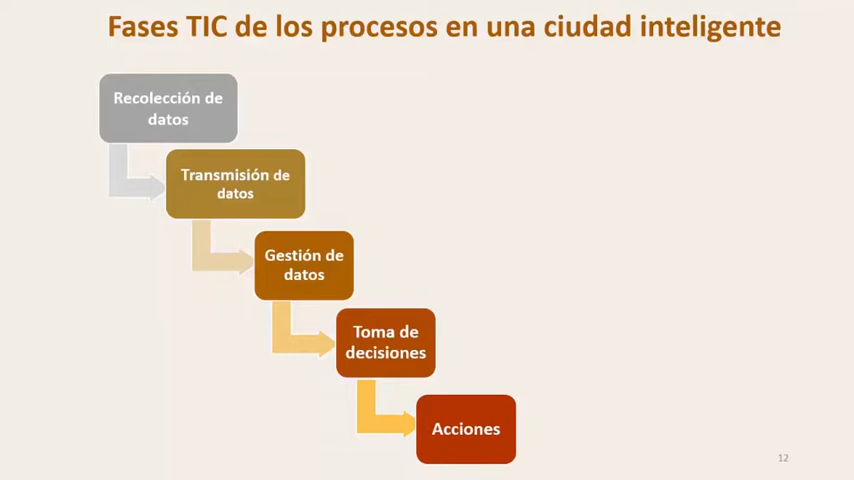 Fases TIC de los procesos en una ciudad inteligente
Recolección de
datos
Transmisión de
datos
Gestión de
datos
Toma de
decisiones
Acciones
12